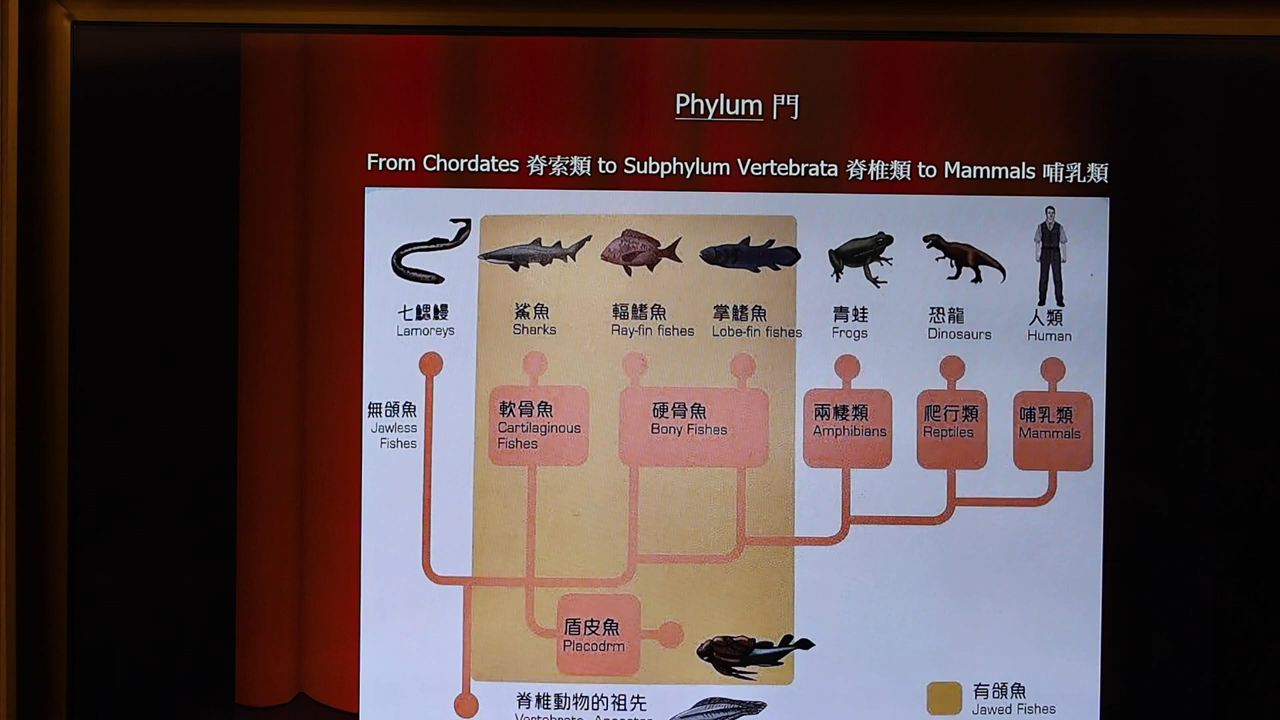 Phylum 門
From Chordates 脊索類 to Subphylum Vertebrata 脊椎類 to Mammals 哺乳類
七鰓鰻
Lamoreys
鯊魚
Sharks
輻鰭魚
Ray-fin fishes
掌鰭魚
Lobe-fin fishes
青蛙
Frogs
恐龍
Dinosaurs
人類
Human
無頜魚
Jawless
Fishes
軟骨魚
Cartilaginous
Fishes
硬骨魚
Bony Fishes
兩棲類
Amphibians
爬行類
Reptiles
哺乳類
Mammals
盾皮魚
Placodrm
脊椎動物的祖先
Vertebrate Ancestor
有頜魚
Jawed Fishes